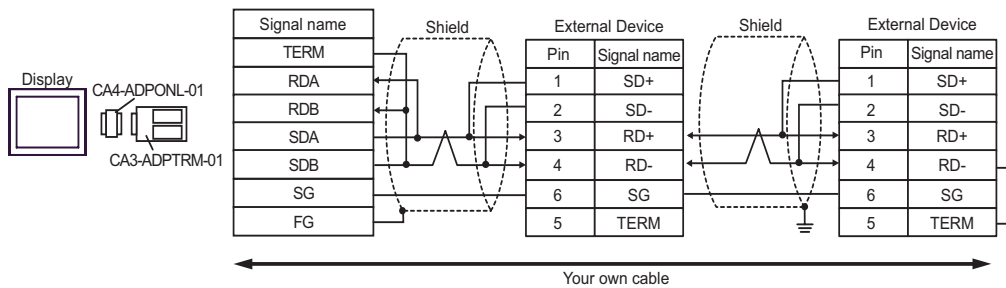 Display
CA4-ADPONL-01
CA3-ADPTRM-01
Signal name
TERM
RDA
RDB
SDA
SDB
SG
FG
Shield
External Device
Pin Signal name
1 SD+
2 SD-
3 RD+
4 RD-
6 SG
5 TERM
Shield
External Device
Pin Signal name
1 SD+
2 SD-
3 RD+
4 RD-
6 SG
5 TERM
Your own cable